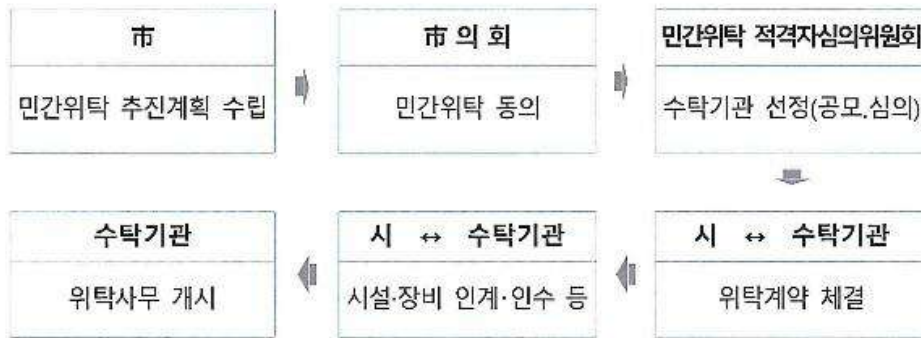 市
민간위탁 추진계획 수립
市 의 회
민간위탁 동의
민간위탁 적격자심의위원회
수탁기관 선정(공모.심의)
시 ↔ 수탁기관
위탁계약 체결
시 ↔ 수탁기관
시설·장비 인계·인수 등
수탁기관
위탁사무 개시